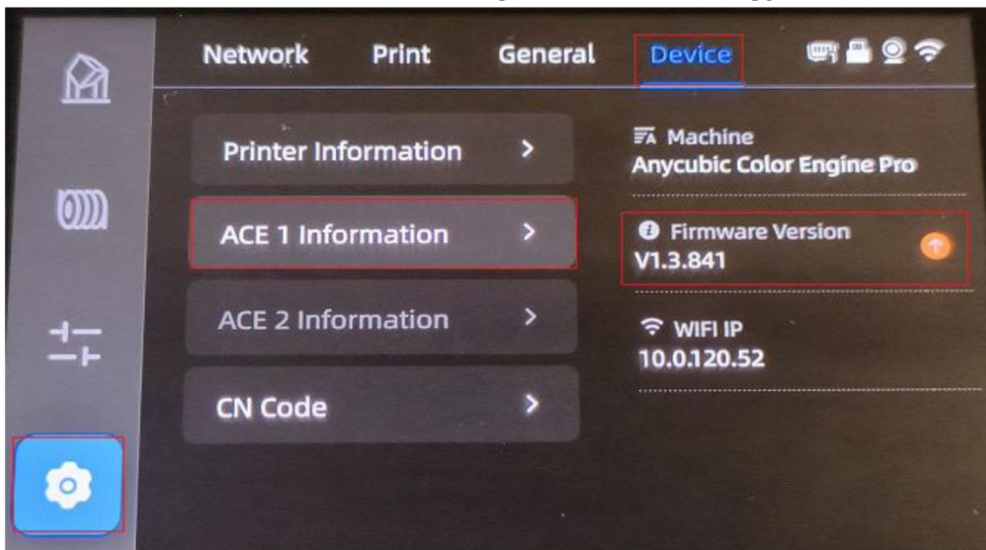 Network Print General Device
Printer Information
ACE 1 Information
ACE 2 Information
CN Code
Machine
Anycubic Color Engine Pro
Firmware Version
V1.3.841
WIFI IP
10.0.120.52